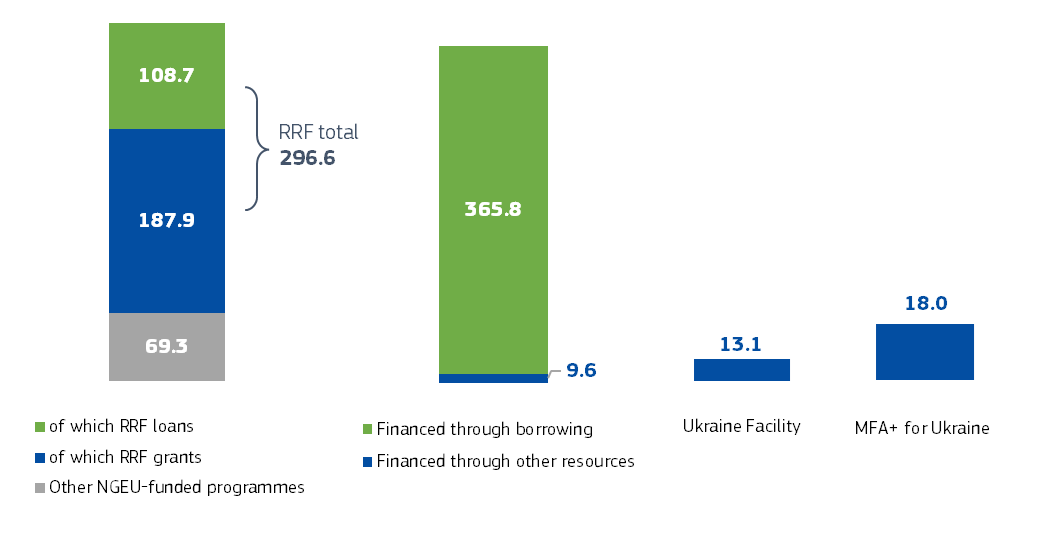 108.7
187.9
69.3
RRF total
296.6
365.8
9.6
13.1
18.0
of which RRF loans
of which RRF grants
Other NGEU-funded programmes
Financed through borrowing
Financed through other resources
Ukraine Facility
MFA+ for Ukraine